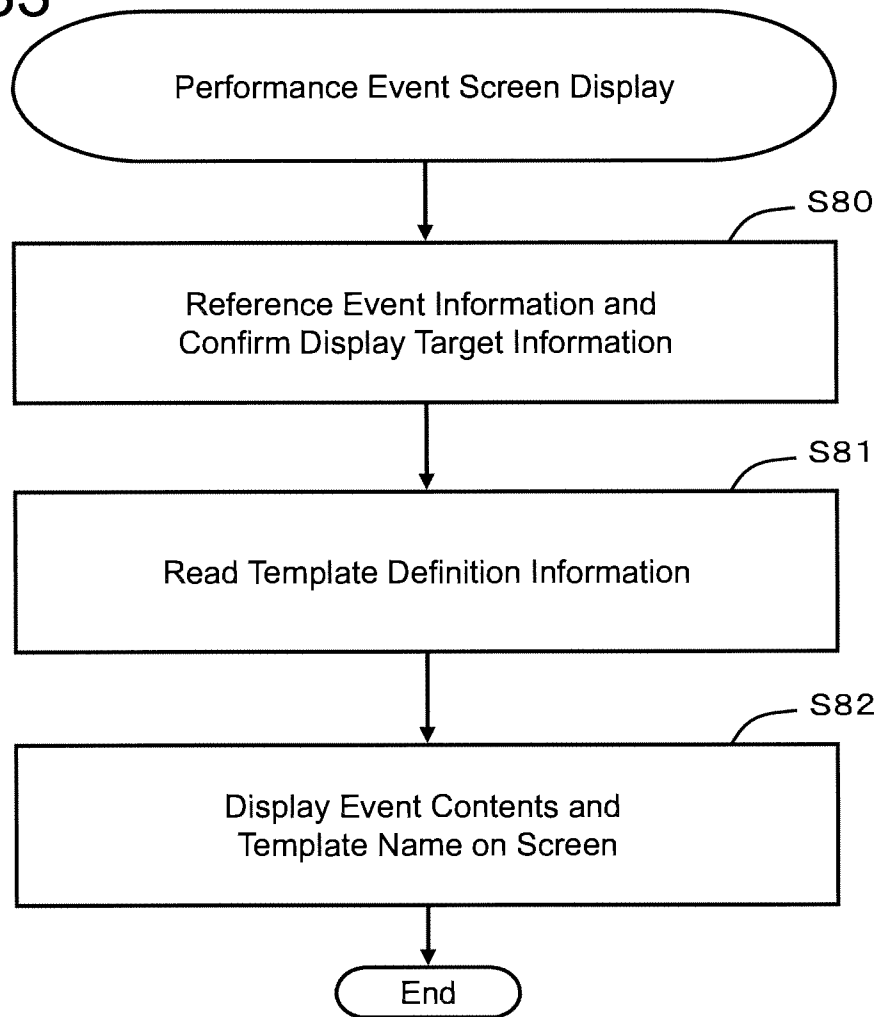 Performance Event Screen Display
S80
Reference Event Information and
Confirm Display Target Information
S81
Read Template Definition Information
S82
Display Event Contents and
Template Name on Screen
End